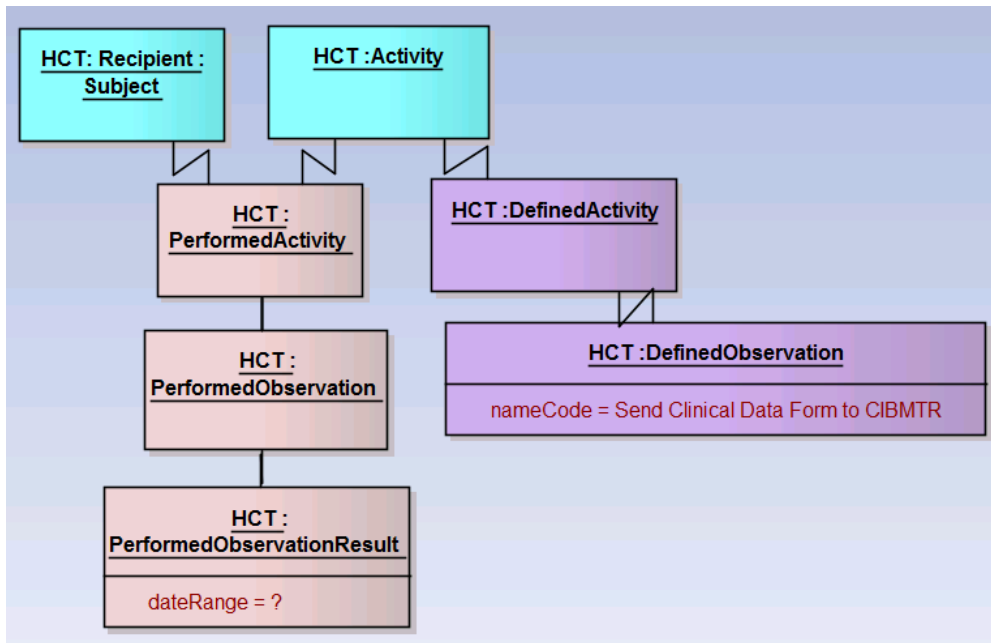 HCT: Recipient :
Subject
HCT :Activity
HCT :
PerformedActivity
HCT :DefinedActivity
HCT :
PerformedObservation
HCT :DefinedObservation
nameCode = Send Clinical Data Form to CIBMTR
HCT :
PerformedObservationResult
dateRange = ?